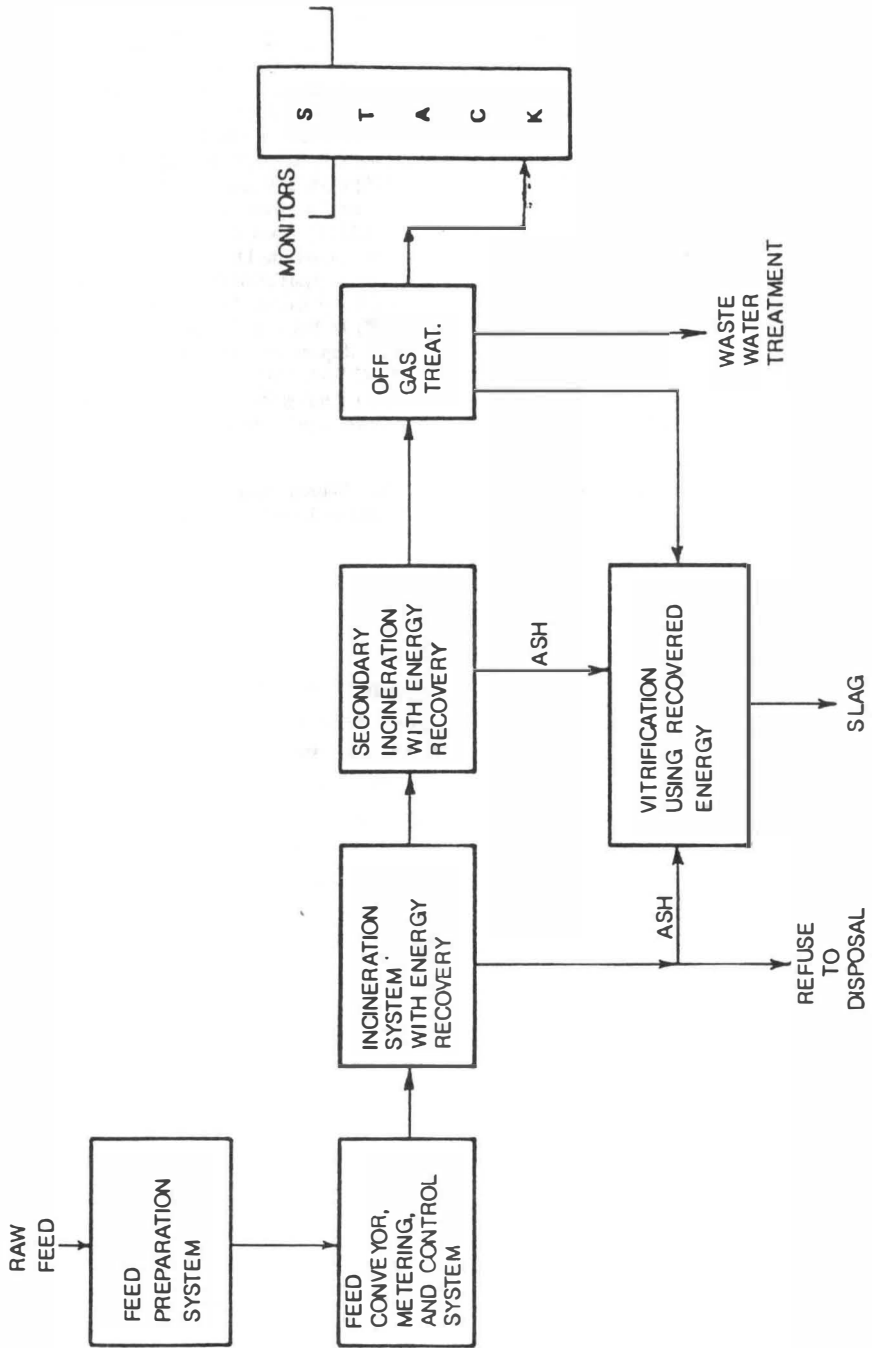 RAW
FEED
FEED
PREPARATION
SYSTEM
FEED
CONVEYOR,
METERING,
AND CONTROL
SYSTEM
INCINERATION
SYSTEM
WITH ENERGY
RECOVERY
SECONDARY
INCINERATION
WITH ENERGY
RECOVERY
OFF
GAS
TREAT.
MONITORS
S
T
A
C
K
ASH
ASH
VITRIFICATION
USING RECOVERED
ENERGY
REFUSE
TO
DISPOSAL
SLAG
WASTE
WATER
TREATMENT